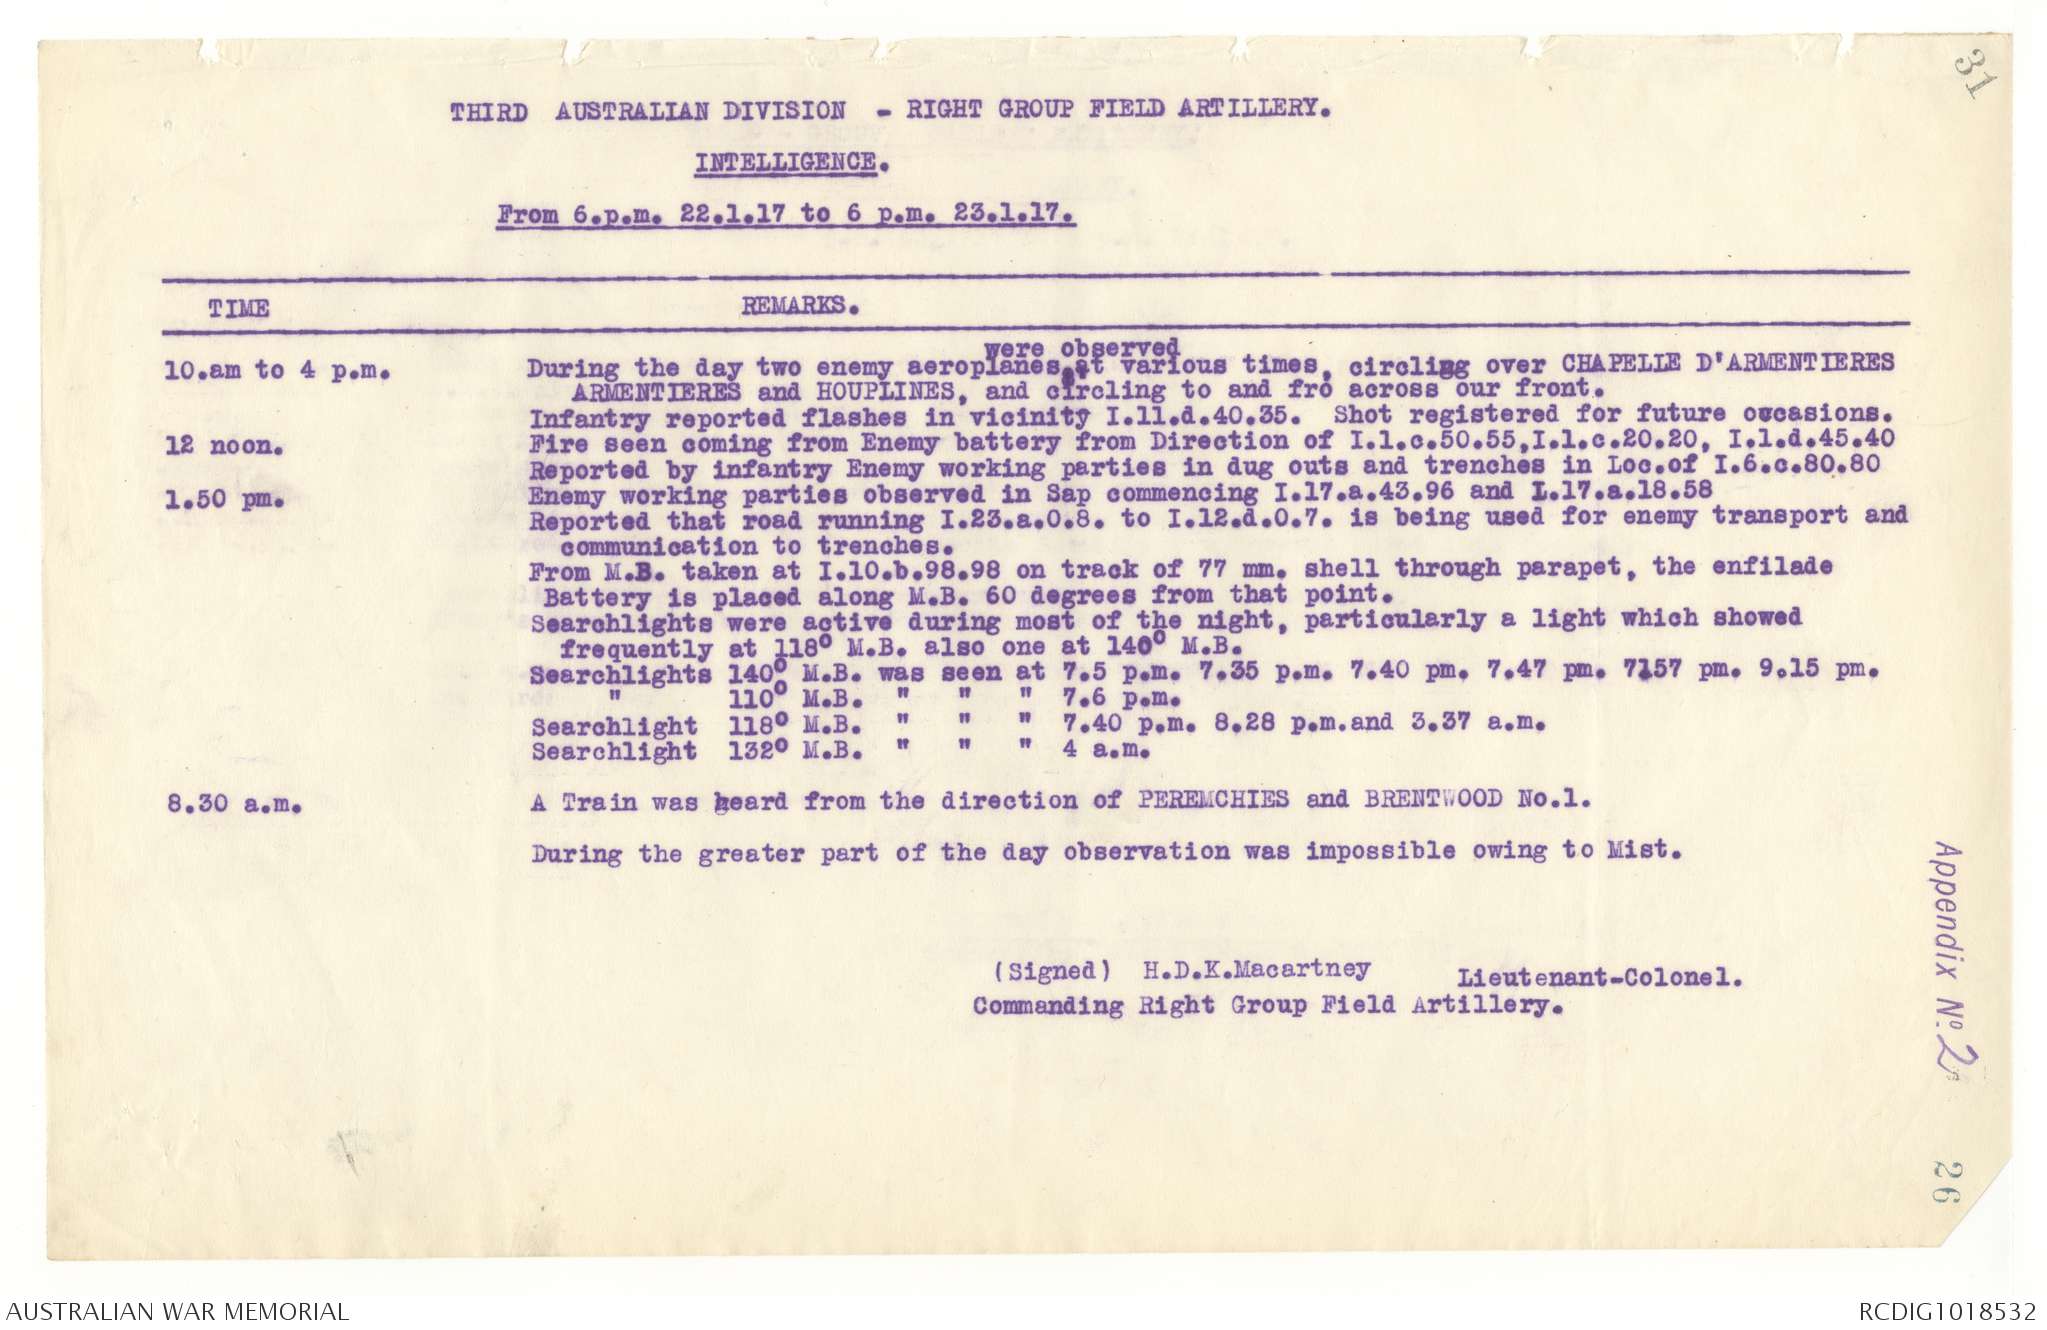 31
THIRD AUSTRALIAN DIVISION - RIGHT GROUP FIELD ARTILLERY.
INTELLIGENCE.
From 6.p.m. 22.1.17 to 6 p.m. 23.1.17.
TIME REMARKS.
were observed
10.am to 4 p.m. During the day two enemy aeroplanes at various times, circling over CHAPELLE D'ARMENTIERES
ARMENTIERES and HOUPLINES, and circling to and fro across our front.
Infantry reported flashes in vicinity I.11.d.40.35. Shot registered for future occasions.
12 noon. Fire seen coming from Enemy battery from Direction of I.1.c.50.55,I.1.c.20.20, I.1.d.45.40
Reported by infantry Enemy working parties in dug outs and trenches in Loc.of I.6.c.80.80
1.50 pm. Enemy working parties observed in Sap commencing I.17.a.43.96 and I.17.a.18.58
Reported that road running I.23.a.0.8. to I.12.d.0.7. is being used for enemy transport and
communication to trenches.
From M.B. taken at I.10.b.98.98 on track of 77 mm. shell through parapet, the enfilade
Battery is placed along M.B. 60 degrees from that point.
Searchlights were active during most of the night, particularly a light which showed
frequently at 118° M.B. also one at 140° M.B.
Searchlights 140° M.B. was seen at 7.5 p.m. 7.35 p.m. 7.40 pm. 7.47 pm. 7157 pm. 9.15 pm.
" 110° M.B. " " " 7.6 p.m.
Searchlight 118° M.B. " " " 7.40 p.m. 8.28 p.m.and 3.37 a.m.
Searchlight 132° M.B. " " " 4 a.m.
8.30 a.m. A Train was heard from the direction of PEREMCHIES and BRENTWOOD No.1.
During the greater part of the day observation was impossible owing to Mist.
(Signed) H.D.K.Macartney Lieutenant-Colonel.
Commanding Right Group Field Artillery.
Appendix No. 2
26
AUSTRALIAN WAR MEMORIAL RCDIG1018532